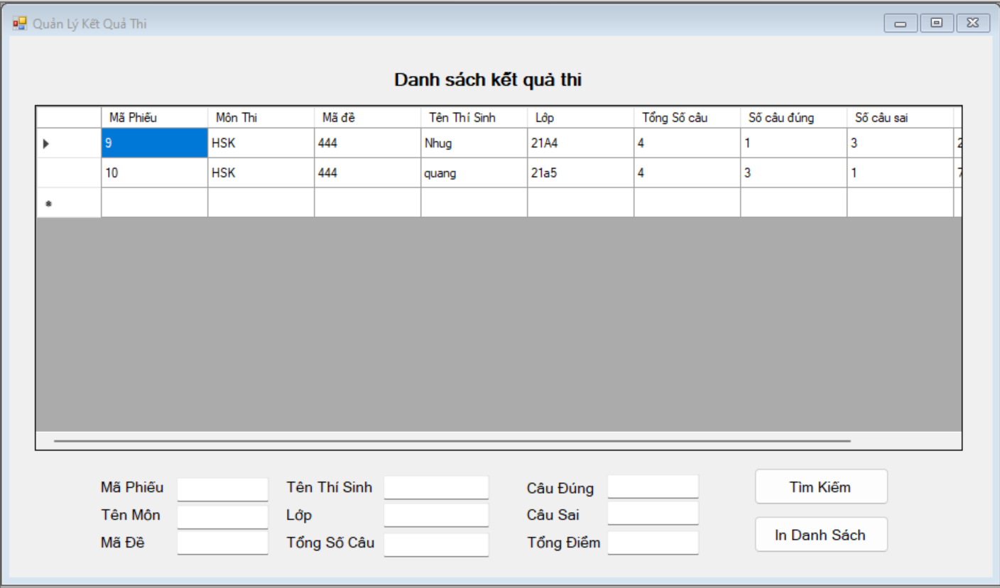 Quản Lý Kết Quả Thi
Danh sách kết quả thi
Mã Phiếu Môn Thi Mã đề Tên Thí Sinh Lớp Tổng Số câu Số câu đúng Số câu sai
9 HSK 444 Nhug 21A4 4 1 3 2
10 HSK 444 quang 21a5 4 3 1 7
Mã Phiếu Tên Thí Sinh Câu Đúng Tìm Kiếm
Tên Môn Lớp Câu Sai
Mã Đề Tổng Số Câu Tổng Điểm In Danh Sách